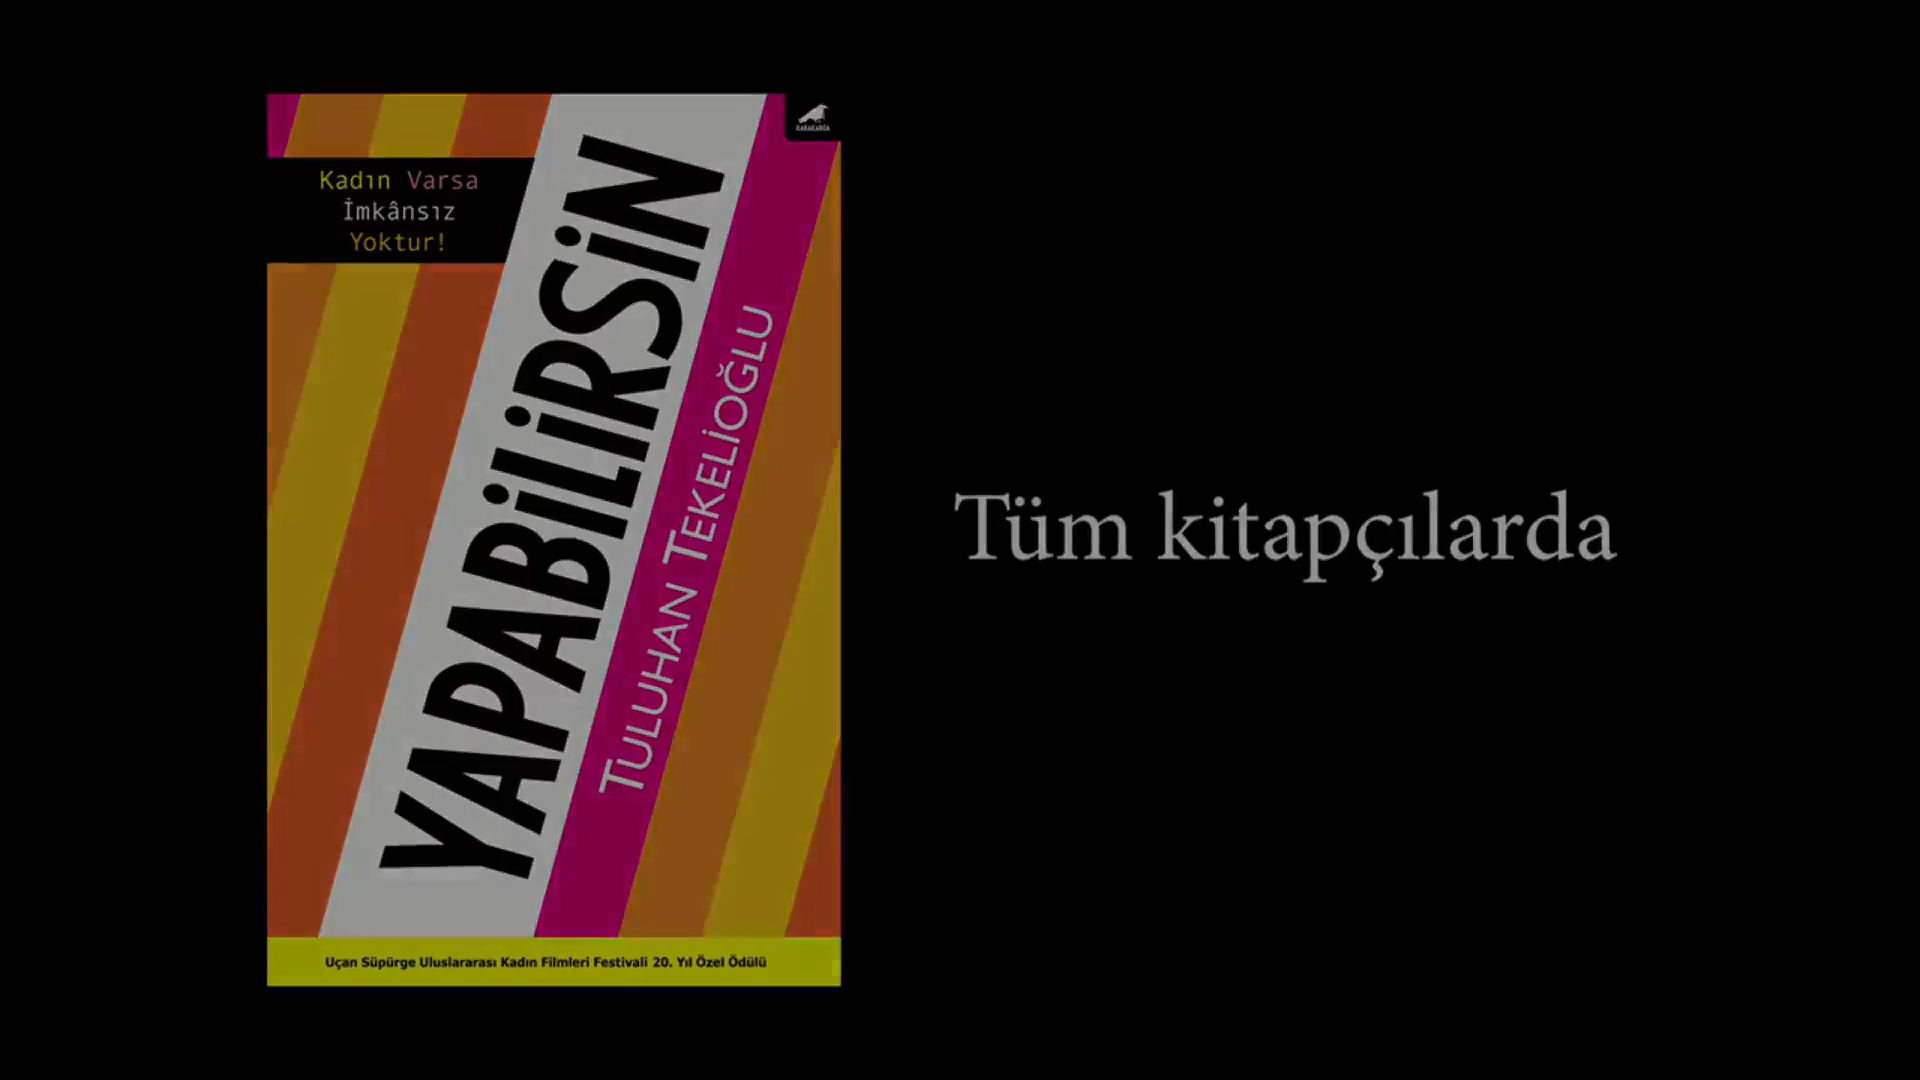 KARAKARGA
Kadın Varsa
İmkânsız
Yoktur!
YAPABİLİRSİN
TULUHAN TEKELİOĞLU
Uçan Süpürge Uluslararası Kadın Filmleri Festivali 20. Yıl Özel Ödülü
Tüm kitapçılarda